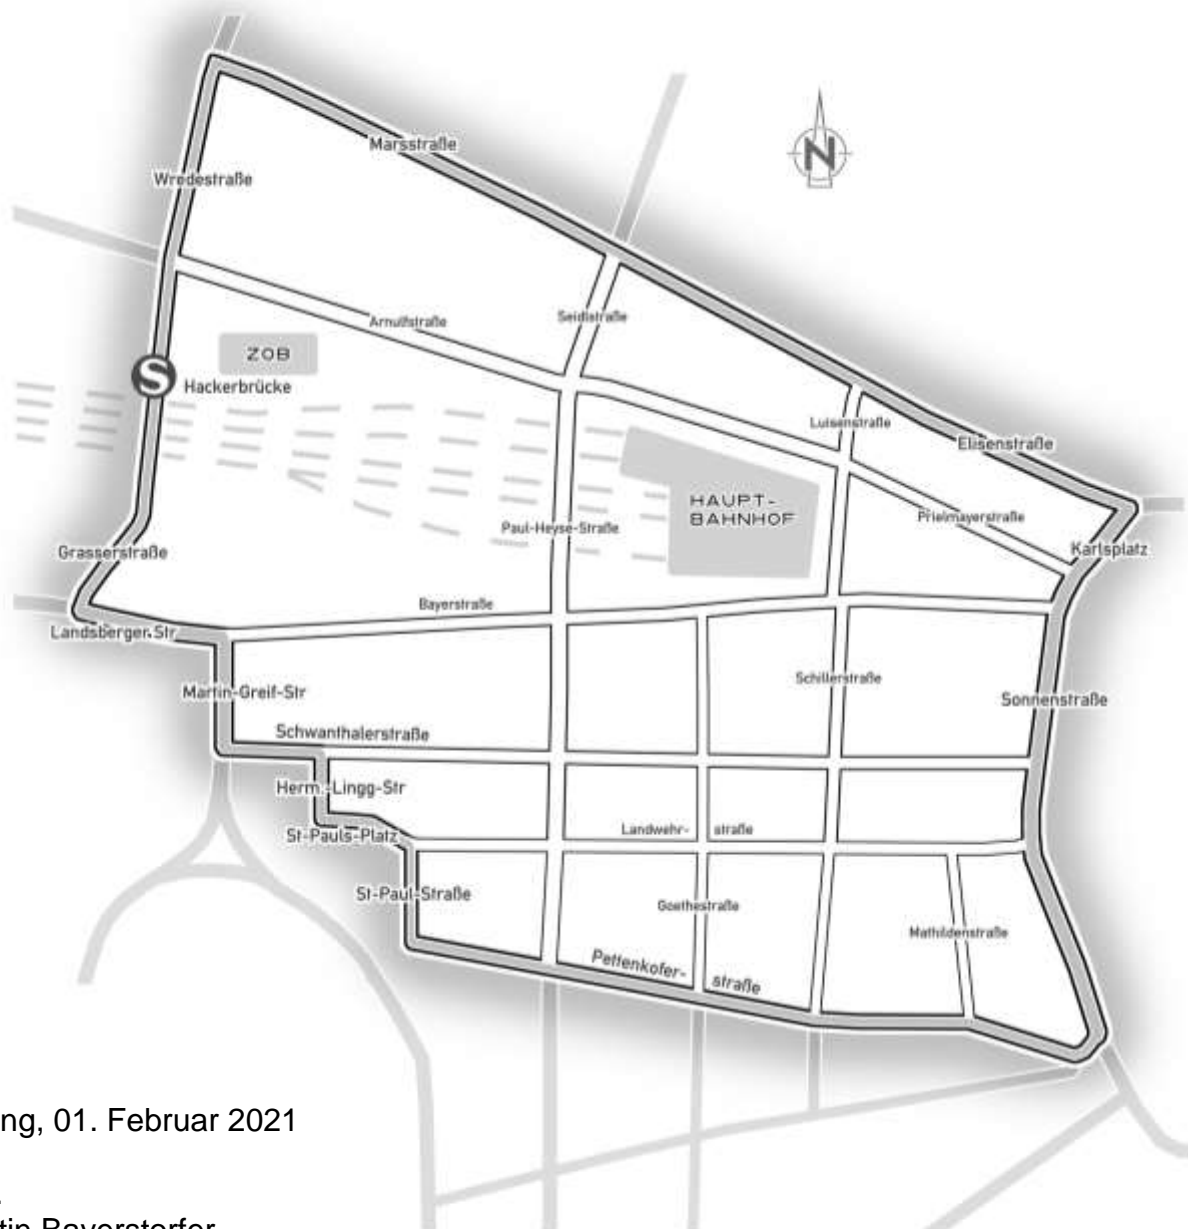 Marsstraße
N
Wredestraße
Arnulfstraße
Seidlstraße
ZOB
S
Hackerbrücke
Luisenstraße
Elisenstraße
HAUPT-
BAHNHOF
Paul-Heyse-Straße
Prielmayerstraße
Karlsplatz
Grasserstraße
Bayerstraße
Landsberger.Str
Martin-Greif-Str
Schillerstraße
Sonnenstraße
Schwanthalerstraße
Herm.-Lingg-Str
St-Pauls-Platz
Landwehr- straße
St-Paul-Straße
Goethestraße
Mathildenstraße
Pettenkofer- straße
ng, 01. Februar 2021
tin Bayerstorfer